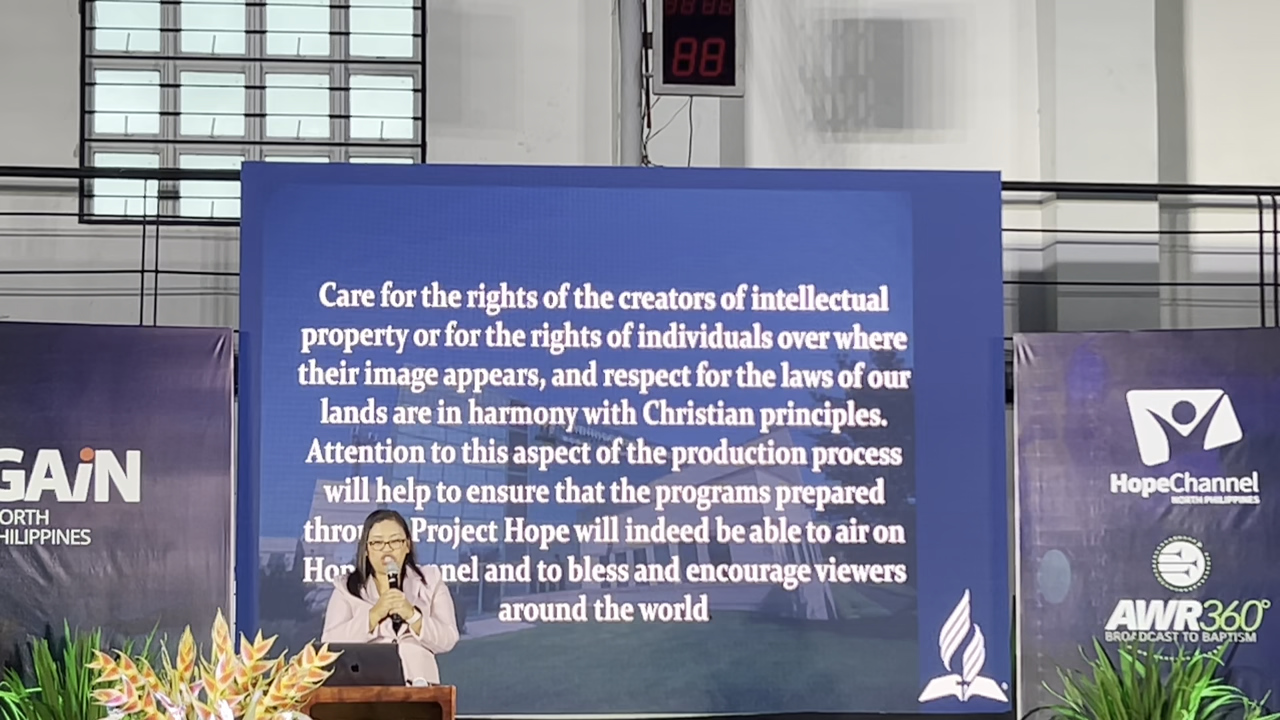 88
Care for the rights of the creators of intellectual
property or for the rights of individuals over where
their image appears, and respect for the laws of our
lands are in harmony with Christian principles.
Attention to this aspect of the production process
will help to ensure that the programs prepared
Project Hope will indeed be able to air on
and to bless and encourage viewers
around the world
GAiN
HopeChannel
NORTH PHILIPPINES
AWR360°
BROADCAST TO BAPTISM